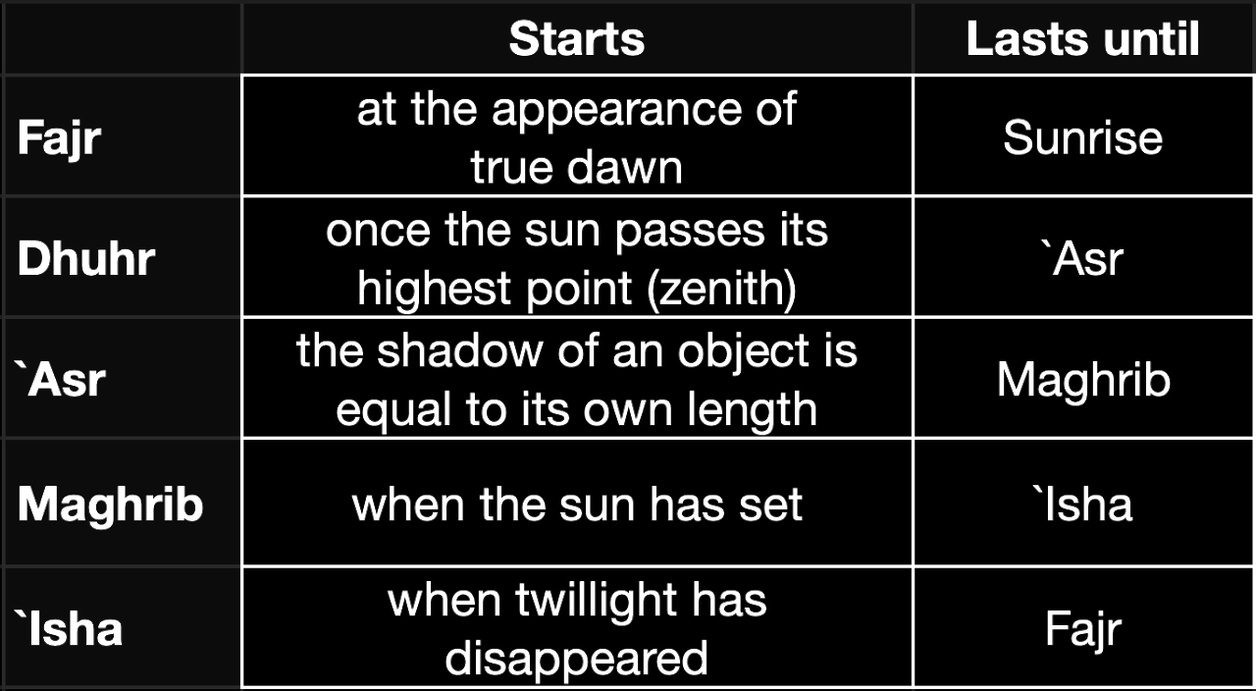 Starts Lasts until
Fajr at the appearance of true dawn Sunrise
Dhuhr once the sun passes its highest point (zenith) `Asr
`Asr the shadow of an object is equal to its own length Maghrib
Maghrib when the sun has set `Isha
`Isha when twillight has disappeared Fajr